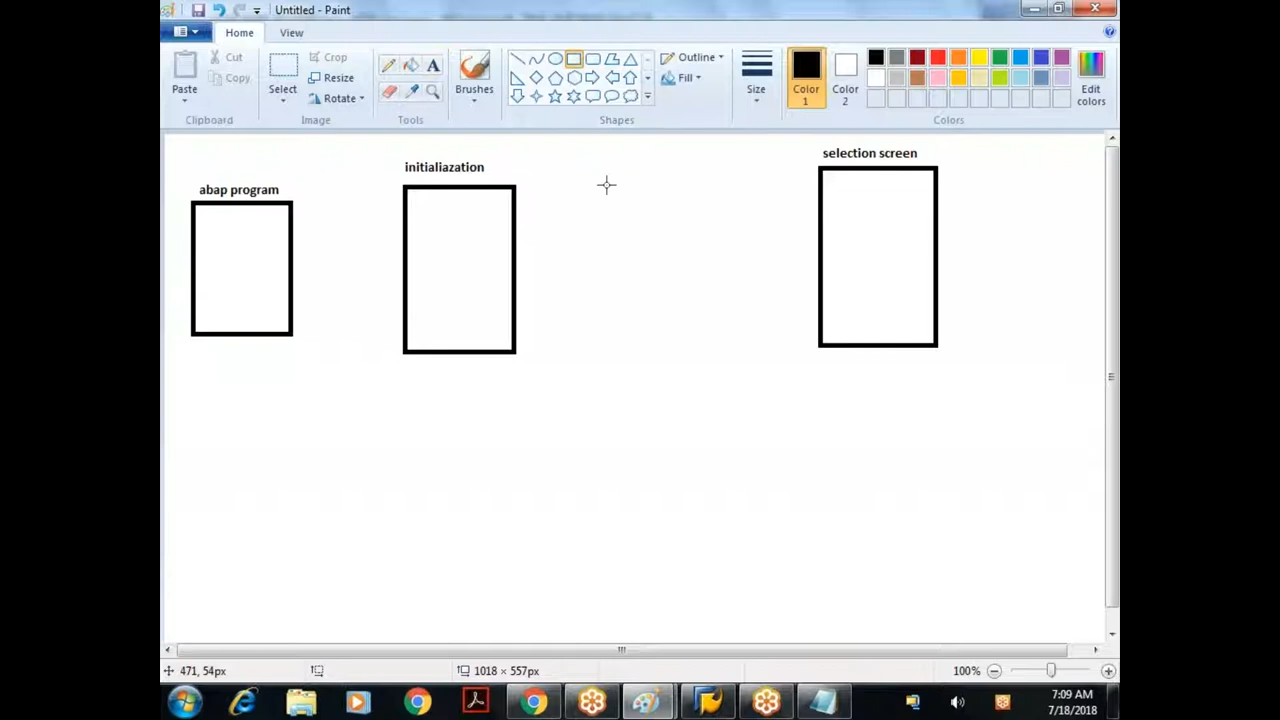 Untitled - Paint
Home View
Paste
Cut
Copy
Clipboard
Select
Crop
Resize
Rotate
Image
A
Tools
Brushes
Outline
Fill
Shapes
Size
Color 1
Color 2
Edit colors
Colors
abap program
initialiazation
selection screen
471, 54px
1018 × 557px
100%
7:09 AM
7/18/2018